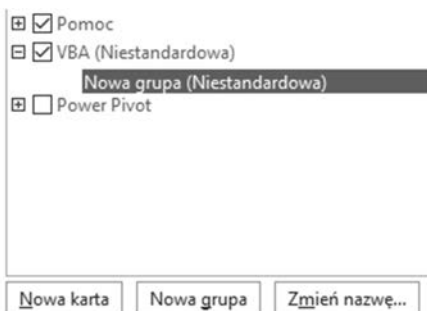 Pomoc
VBA (Niestandardowa)
Nowa grupa (Niestandardowa)
Power Pivot
Nowa karta Nowa grupa Zmień nazwę...